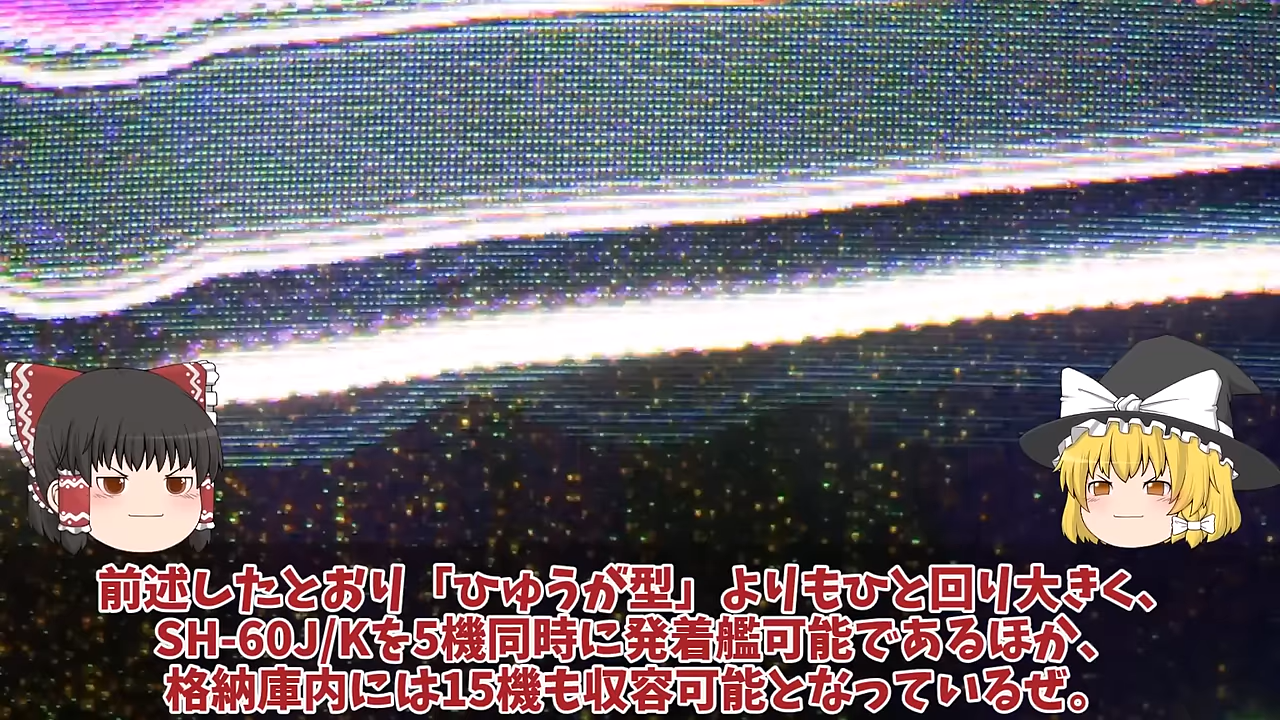 前述したとおり「ひゅうが型」よりもひと回り大きく、
SH-60J/Kを5機同時に発着艦可能であるほか、
格納庫内には15機も収容可能となっているぜ。